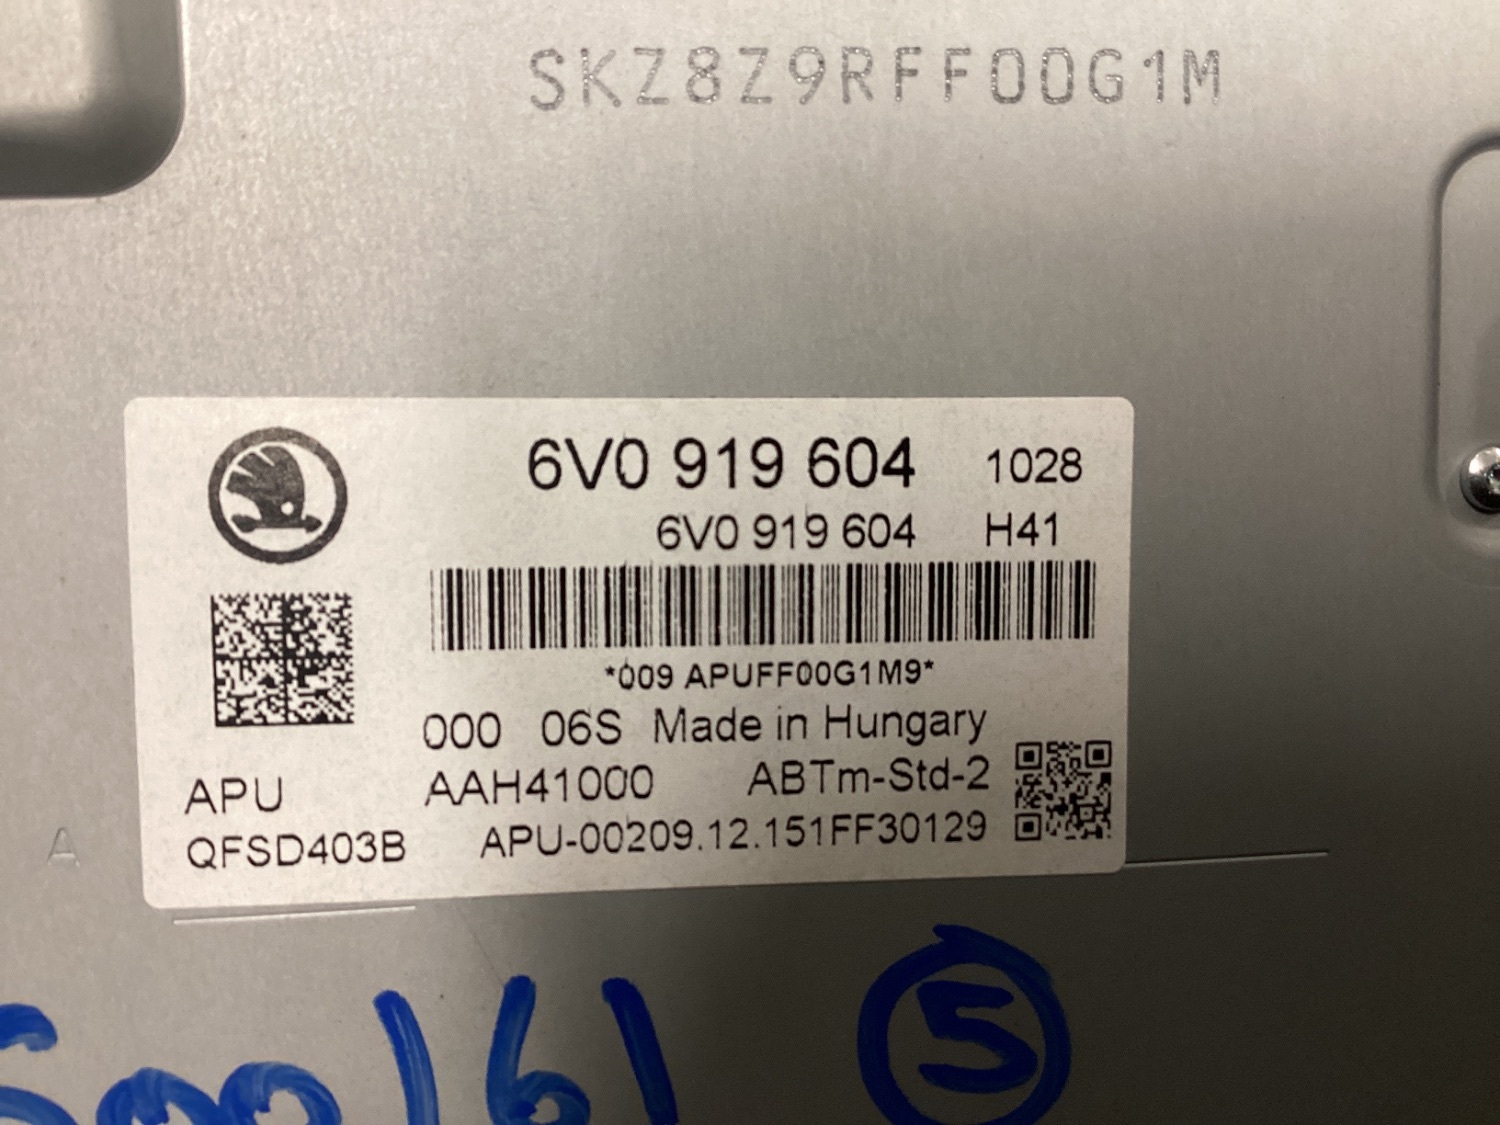 SKZ8Z9RFF00G1M
6V0 919 604 1028
6V0 919 604 H41
*009 APUFF00G1M9*
000 06S Made in Hungary
APU AAH41000 ABTm-Std-2
QFSD403B APU-00209.12.151FF30129
A
5